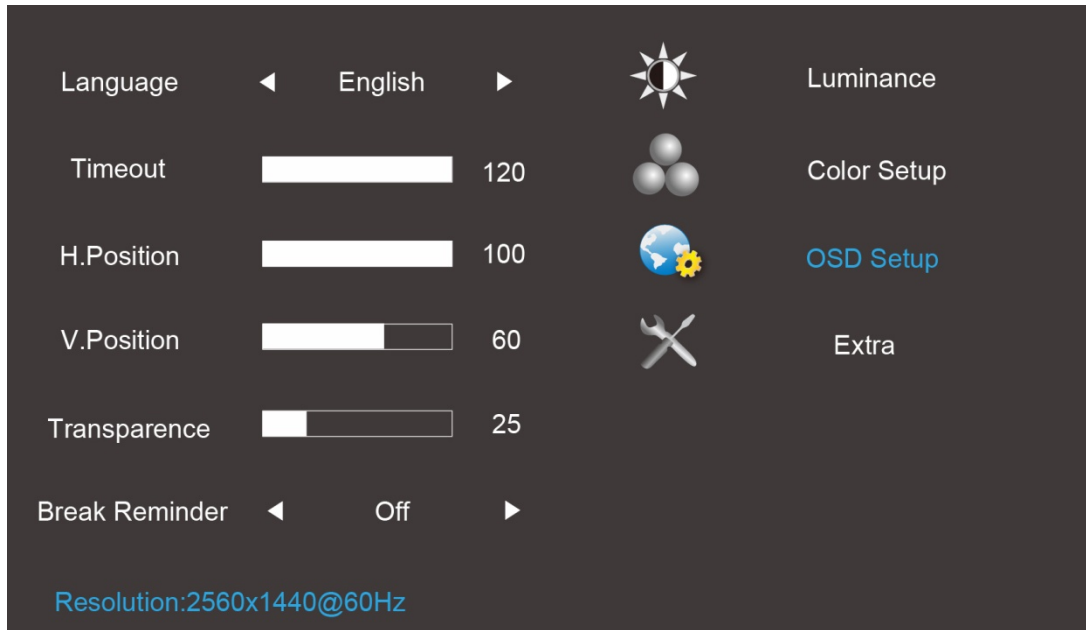 Language ◀ English ▶ Luminance
Timeout 120 Color Setup
H.Position 100 OSD Setup
V.Position 60 Extra
Transparence 25
Break Reminder ◀ Off ▶
Resolution:2560x1440@60Hz